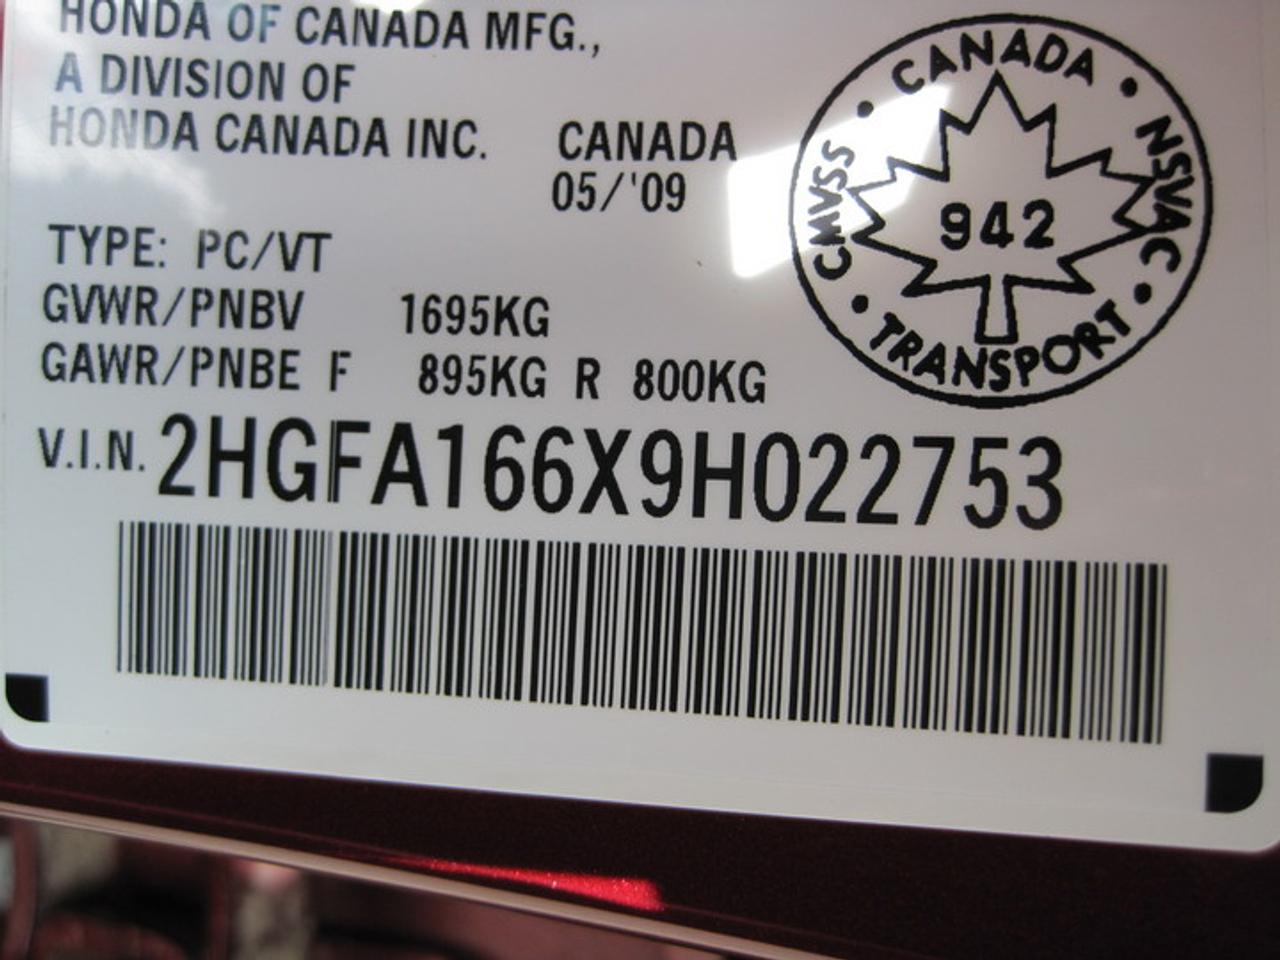 HONDA OF CANADA MFG.,
A DIVISION OF
HONDA CANADA INC. CANADA
05/'09
TYPE: PC/VT
GVWR/PNBV 1695KG
GAWR/PNBE F 895KG R 800KG
V.I.N. 2HGFA166X9H022753
CANADA • NSVAC • TRANSPORT • CMVSS •
942